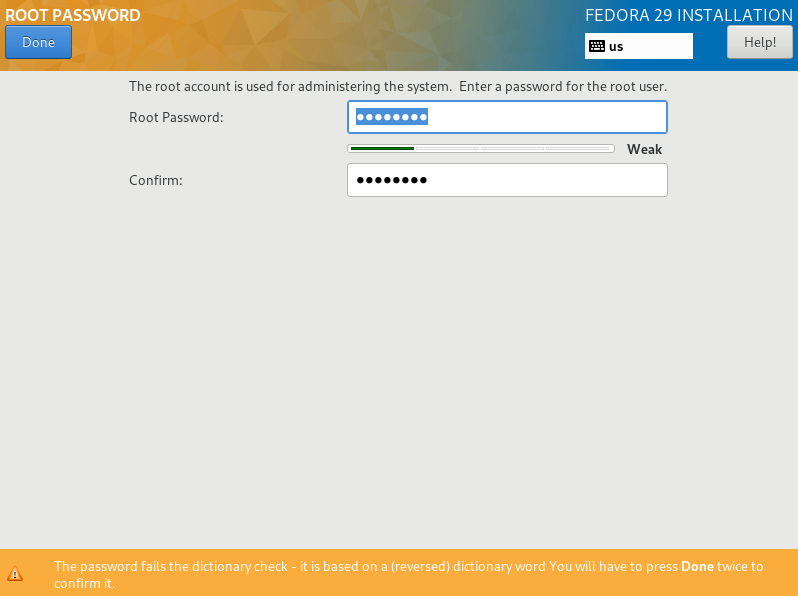 ROOT PASSWORD
FEDORA 29 INSTALLATION
Done
us
Help!
The root account is used for administering the system.  Enter a password for the root user.
Root Password:
●●●●●●●●
Weak
Confirm:
●●●●●●●●
The password fails the dictionary check - it is based on a (reversed) dictionary word You will have to press Done twice to
confirm it.